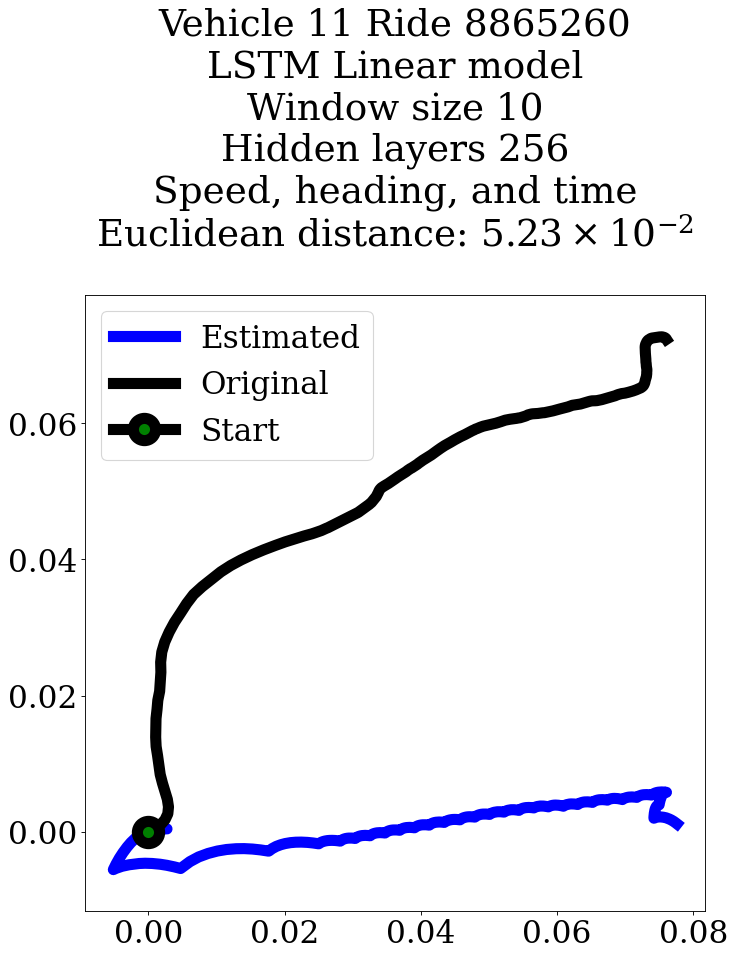 Vehicle 11 Ride 8865260
LSTM Linear model
Window size 10
Hidden layers 256
Speed, heading, and time
Euclidean distance: 5.23 × 10⁻²
Estimated
Original
Start
0.06
0.04
0.02
0.00
0.00 0.02 0.04 0.06 0.08